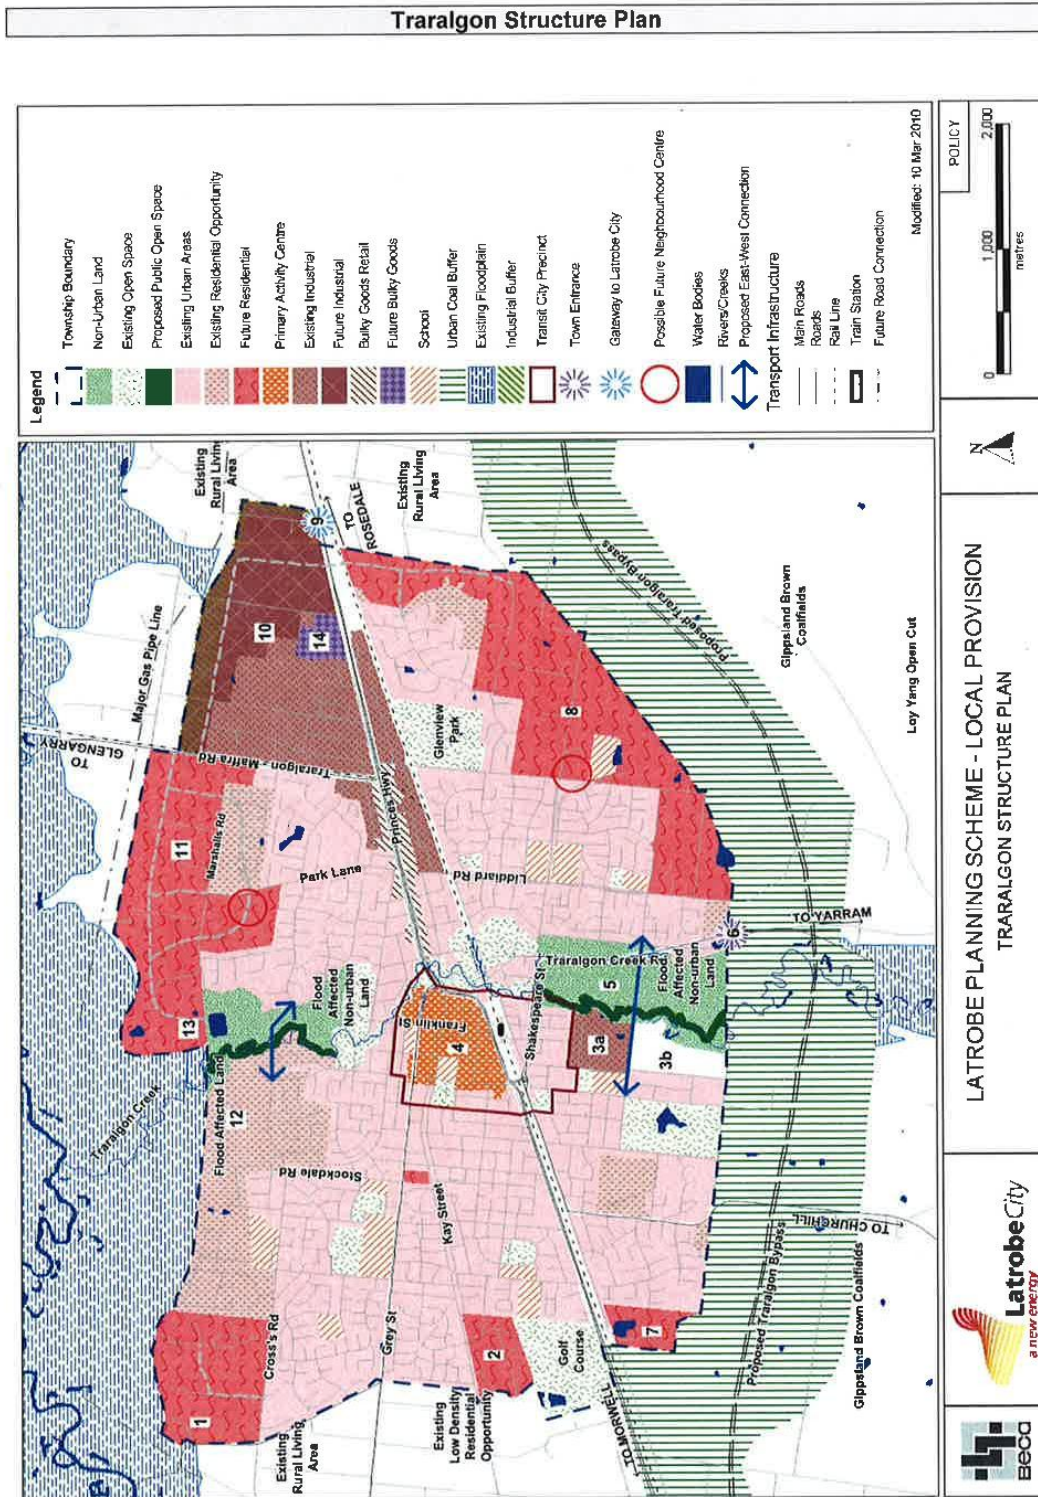 Traralgon Structure Plan
Legend
Township Boundary
Non-Urban Land
Existing Open Space
Proposed Public Open Space
Existing Urban Areas
Existing Residential Opportunity
Future Residential
Primary Activity Centre
Existing Industrial
Future Industrial
Bulky Goods Retail
Future Bulky Goods
School
Urban Coal Buffer
Existing Floodplain
Industrial Buffer
Transit City Precinct
Town Entrance
Gateway to Latrobe City
Possible Future Neighbourhood Centre
Water Bodies
Rivers/Creeks
Proposed East-West Connection
Transport Infrastructure
Main Roads
Roads
Rail Line
Train Station
Future Road Connection
Modified: 10 Mar 2010
Existing
Rural Living
Area
Major Gas Pipe Line
TO
GLENGARRY
Traralgon - Maffra Rd
9
TO
ROSEDALE
Existing
Rural Living
Area
10
14
11
Marshalls Rd
Park Lane
Princes Hwy
Glenview
Park
8
Liddiard Rd
Proposed Traralgon Bypass
Gippsland Brown
Coalfields
Loy Yang Open Cut
13
Flood
Affected
Non-urban
Land
Traralgon Creek
Flood Affected Land
12
Franklin St
4
Shakespeare St
Traralgon Creek Rd
5
Flood
Affected
Non-urban
Land
6
TO YARRAM
3a
3b
Stockdale
Rd
Kay Street
Grey St
Cross's Rd
1
2
Golf
Course
7
Existing
Rural Living
Area
Existing
Low Density
Residential
Opportunity
TO MORWELL
TO CHURCHILL
Proposed Traralgon Bypass
Gippsland Brown Coalfields
Beca
LatrobeCity
a new energy
LATROBE PLANNING SCHEME - LOCAL PROVISION
TRARALGON STRUCTURE PLAN
N
POLICY
0
1,000
2,000
metres